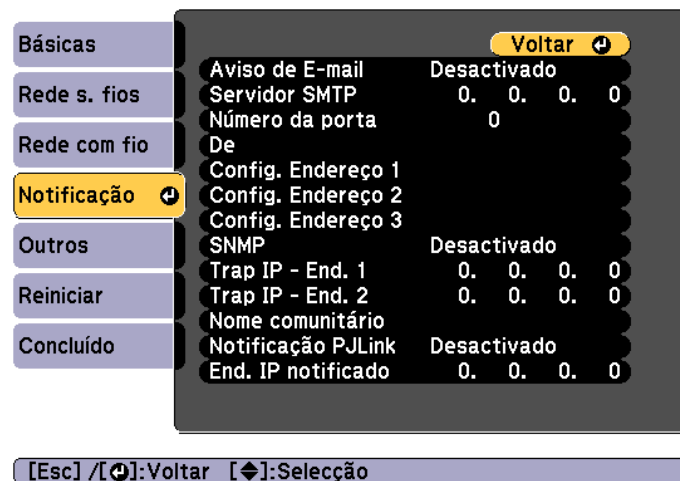 Básicas
Rede s. fios
Rede com fio
Notificação
Outros
Reiniciar
Concluído
Voltar
Aviso de E-mail Desactivado
Servidor SMTP 0. 0. 0. 0
Número da porta 0
De
Config. Endereço 1
Config. Endereço 2
Config. Endereço 3
SNMP Desactivado
Trap IP - End. 1 0. 0. 0. 0
Trap IP - End. 2 0. 0. 0. 0
Nome comunitário
Notificação PJLink Desactivado
End. IP notificado 0. 0. 0. 0
[Esc] /[⏎]:Voltar [◆]:Selecção